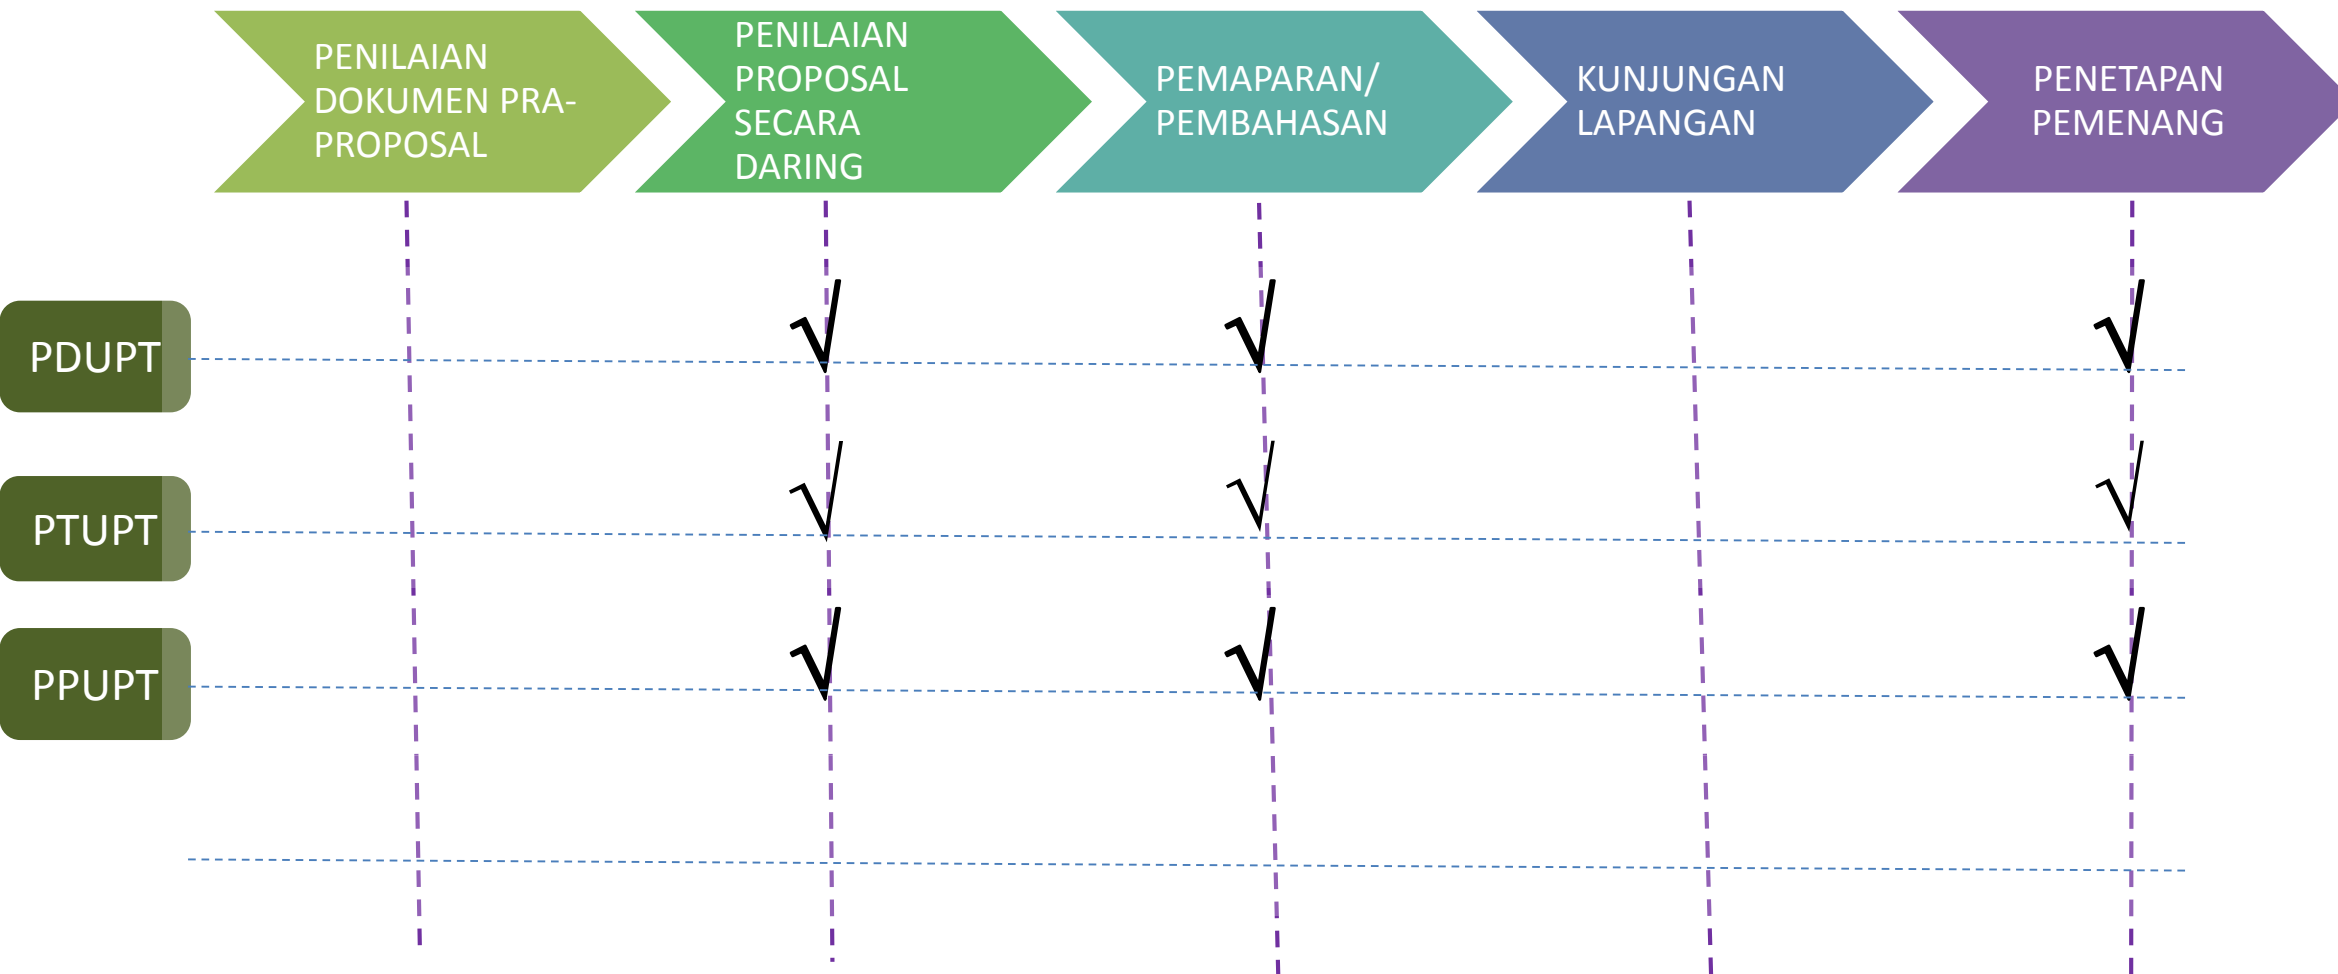 PENILAIAN
DOKUMEN PRA-
PROPOSAL
PENILAIAN
PROPOSAL
SECARA
DARING
PEMAPARAN/
PEMBAHASAN
KUNJUNGAN
LAPANGAN
PENETAPAN
PEMENANG
PDUPT
√ √ √
PTUPT
√ √ √
PPUPT
√ √ √